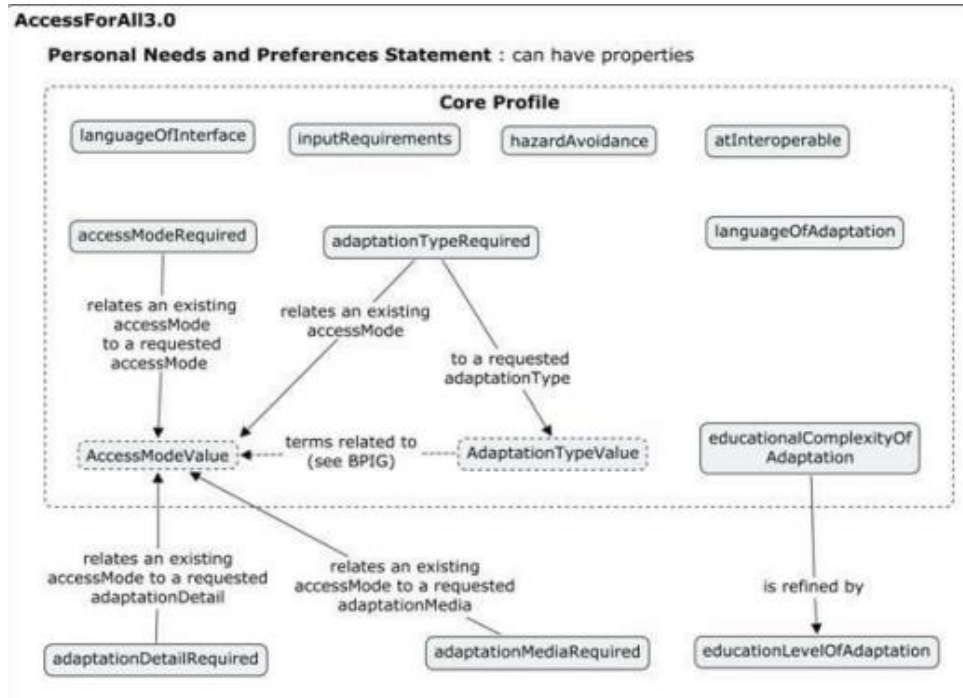 AccessForAll3.0
Personal Needs and Preferences Statement : can have properties
Core Profile
languageOfInterface
inputRequirements
hazardAvoidance
atInteroperable
accessModeRequired
adaptationTypeRequired
languageOfAdaptation
relates an existing
accessMode
to a requested
accessMode
relates an existing
accessMode
to a requested
adaptationType
AccessModeValue
terms related to
(see BPIG)
AdaptationTypeValue
educationalComplexityOf
Adaptation
relates an existing
accessMode to a requested
adaptationDetail
relates an existing
accessMode to a requested
adaptationMedia
is refined by
adaptationDetailRequired
adaptationMediaRequired
educationLevelOfAdaptation